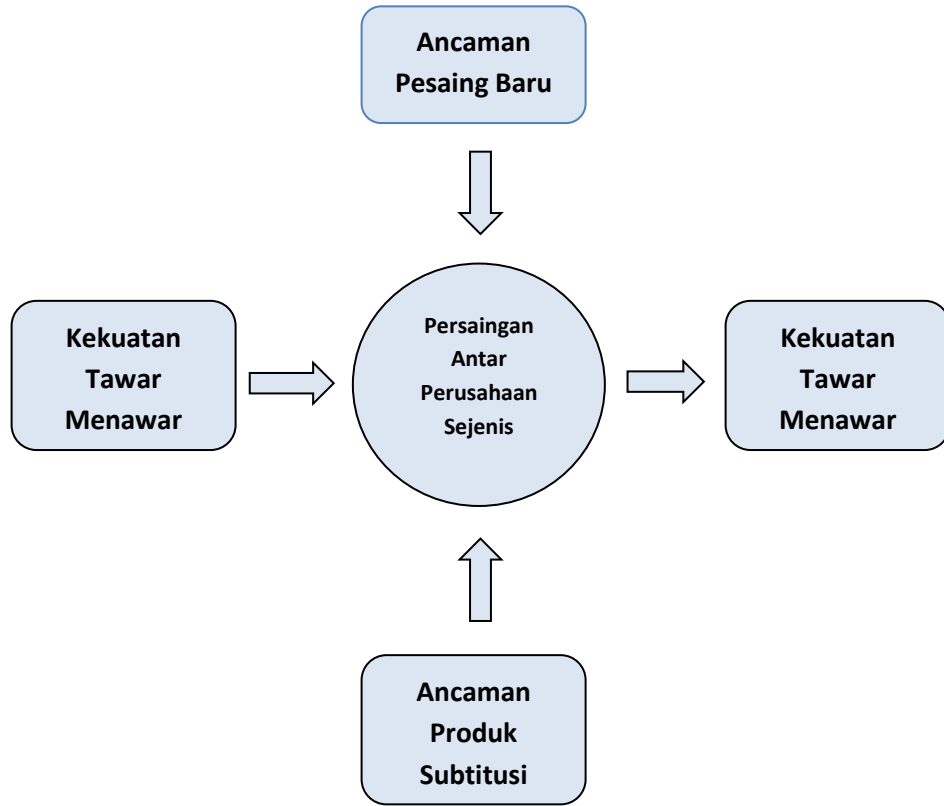 Ancaman
Pesaing Baru
Kekuatan
Tawar
Menawar
Persaingan
Antar
Perusahaan
Sejenis
Kekuatan
Tawar
Menawar
Ancaman
Produk
Subtitusi